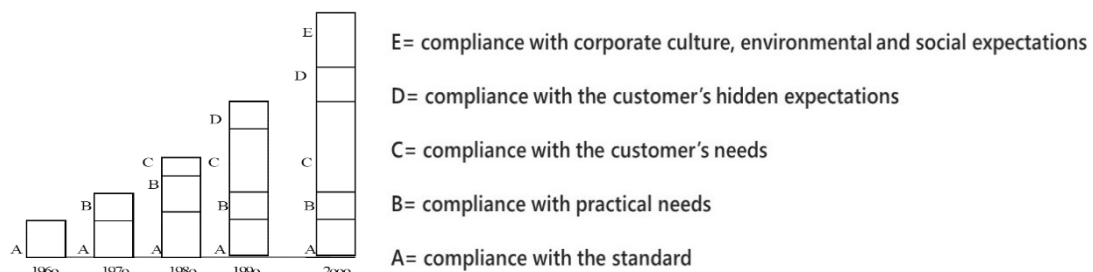 E
D
D
C
C
C
B
B
B
B
A
A
A
A
A
E= compliance with corporate culture, environmental and social expectations
D= compliance with the customer's hidden expectations
C= compliance with the customer's needs
B= compliance with practical needs
A= compliance with the standard